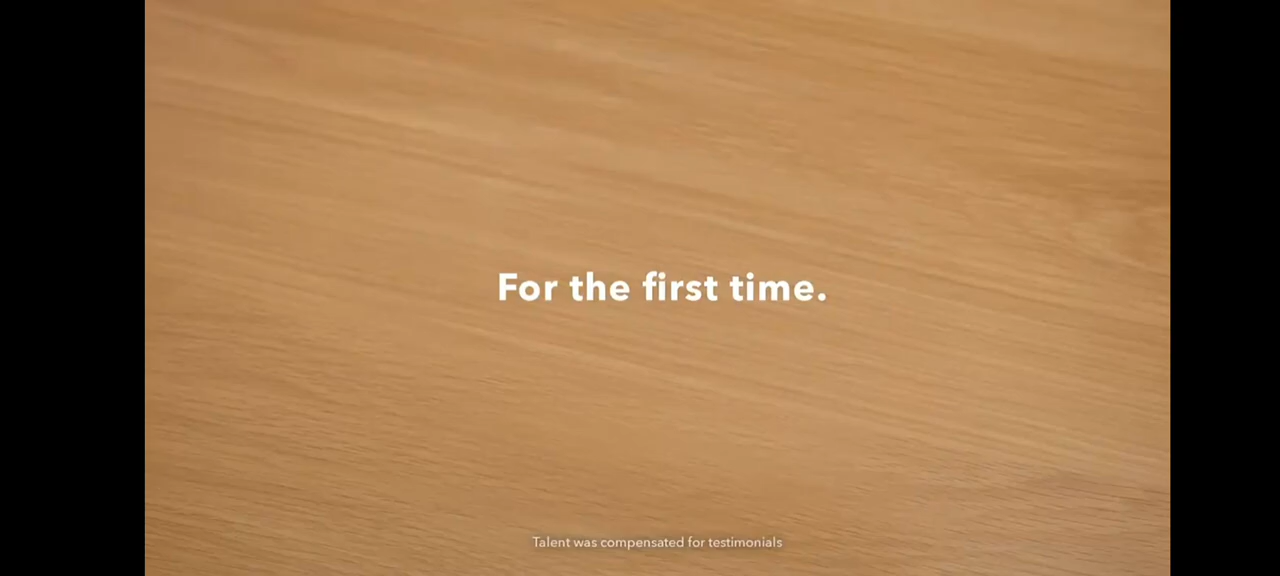 For the first time.
Talent was compensated for testimonials